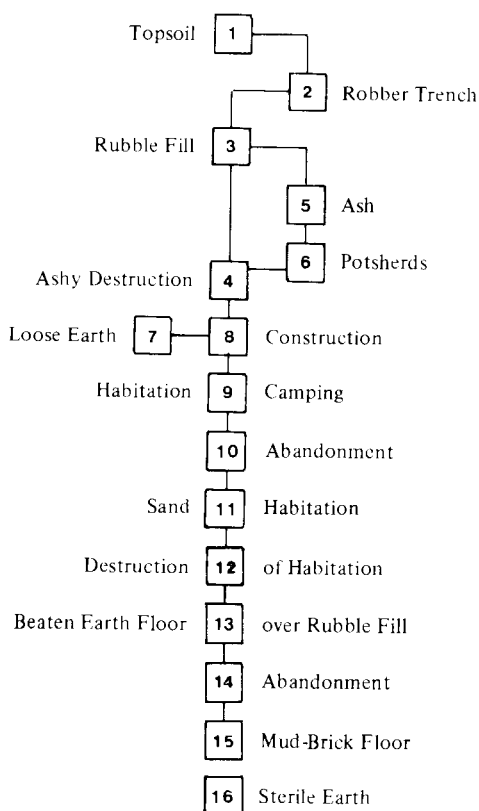 Topsoil 1
2 Robber Trench
Rubble Fill 3
5 Ash
6 Potsherds
Ashy Destruction 4
Loose Earth 7 8 Construction
Habitation 9 Camping
10 Abandonment
Sand 11 Habitation
Destruction 12 of Habitation
Beaten Earth Floor 13 over Rubble Fill
14 Abandonment
15 Mud-Brick Floor
16 Sterile Earth